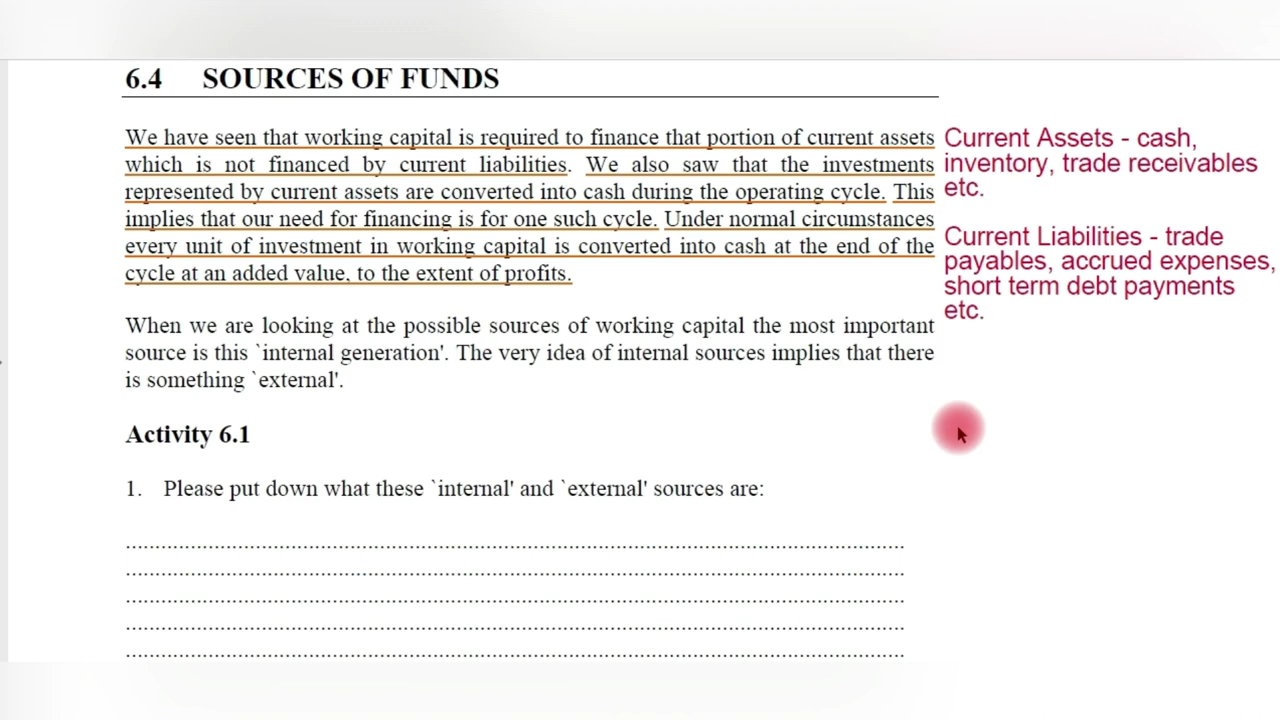 6.4 SOURCES OF FUNDS
We have seen that working capital is required to finance that portion of current assets
which is not financed by current liabilities. We also saw that the investments
represented by current assets are converted into cash during the operating cycle. This
implies that our need for financing is for one such cycle. Under normal circumstances
every unit of investment in working capital is converted into cash at the end of the
cycle at an added value, to the extent of profits.
Current Assets - cash,
inventory, trade receivables
etc.
Current Liabilities - trade
payables, accrued expenses,
short term debt payments
etc.
When we are looking at the possible sources of working capital the most important
source is this `internal generation'. The very idea of internal sources implies that there
is something `external'.
Activity 6.1
1. Please put down what these `internal' and `external' sources are: